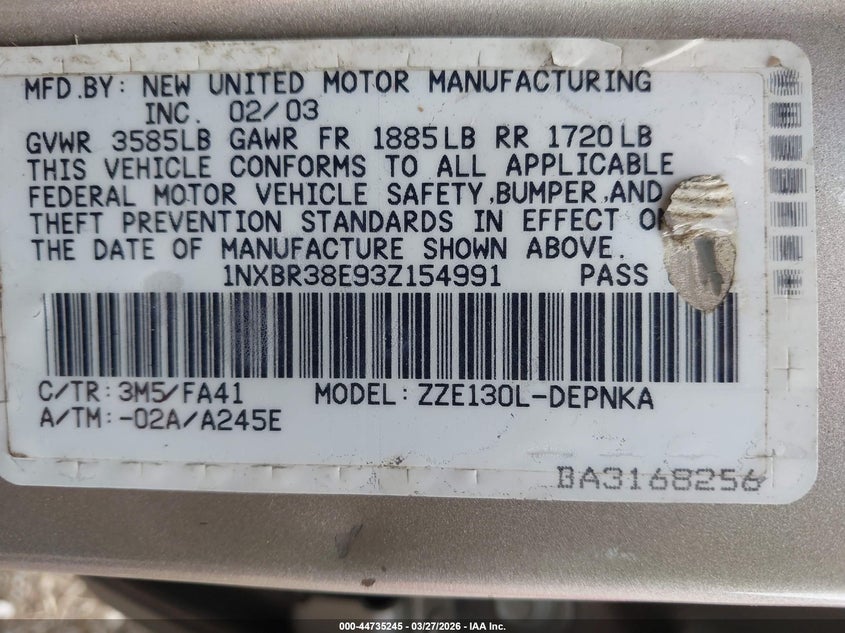 MFD.BY: NEW UNITED MOTOR MANUFACTURING
INC. 02/03
GVWR 3585LB GAWR FR 1885LB RR 1720LB
THIS VEHICLE CONFORMS TO ALL APPLICABLE
FEDERAL MOTOR VEHICLE SAFETY,BUMPER,AND
THEFT PREVENTION STANDARDS IN EFFECT
THE DATE OF MANUFACTURE SHOWN ABOVE.
1NXBR38E93Z154991 PASS
C/TR:3M5/FA41 MODEL:ZZE130L-DEPNKA
A/TM:-02A/A245E
BA3168256
000-44735245 - 03/27/2026 - IAA Inc.